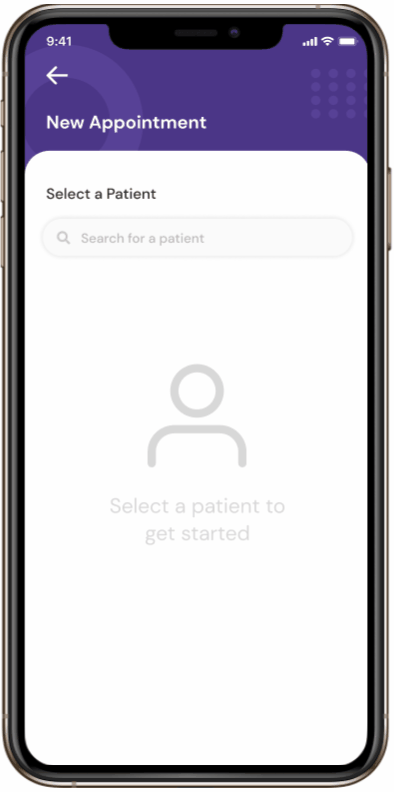 9:41
New Appointment
Select a Patient
Search for a patient
Select a patient to
get started